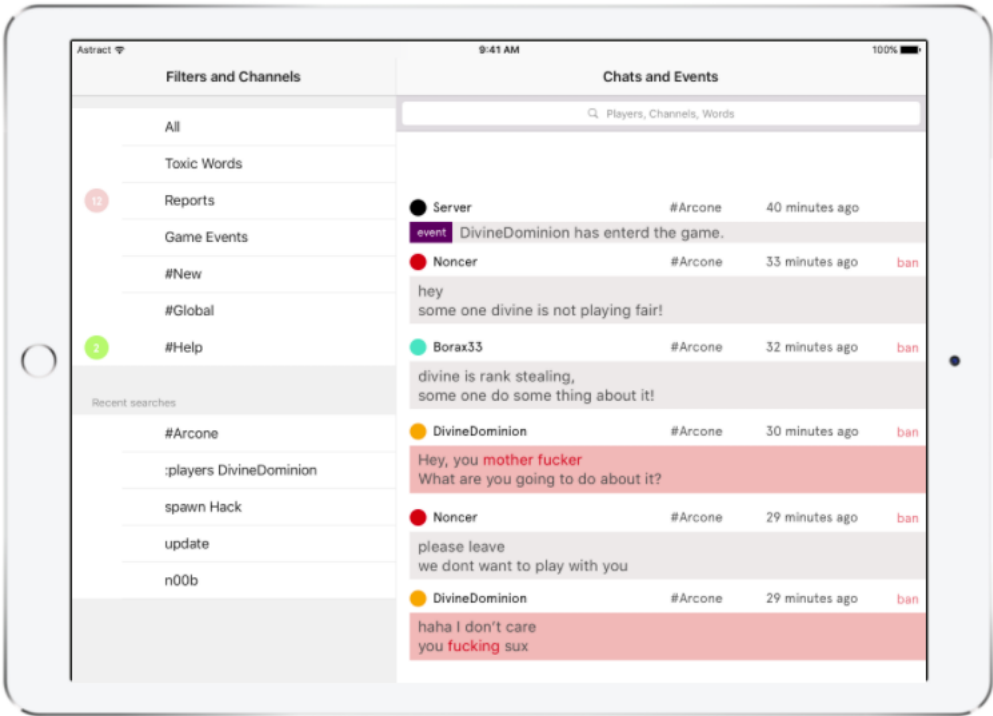 Astract
9:41 AM
100%
Filters and Channels
Chats and Events
Players, Channels, Words
All
Toxic Words
12
Reports
Game Events
#New
#Global
2
#Help
Recent searches
#Arcone
:players DivineDominion
spawn Hack
update
n00b
Server #Arcone 40 minutes ago
event DivineDominion has enterd the game.
Noncer #Arcone 33 minutes ago ban
hey
some one divine is not playing fair!
Borax33 #Arcone 32 minutes ago ban
divine is rank stealing,
some one do some thing about it!
DivineDominion #Arcone 30 minutes ago ban
Hey, you mother fucker
What are you going to do about it?
Noncer #Arcone 29 minutes ago ban
please leave
we dont want to play with you
DivineDominion #Arcone 29 minutes ago ban
haha I don't care
you fucking sux